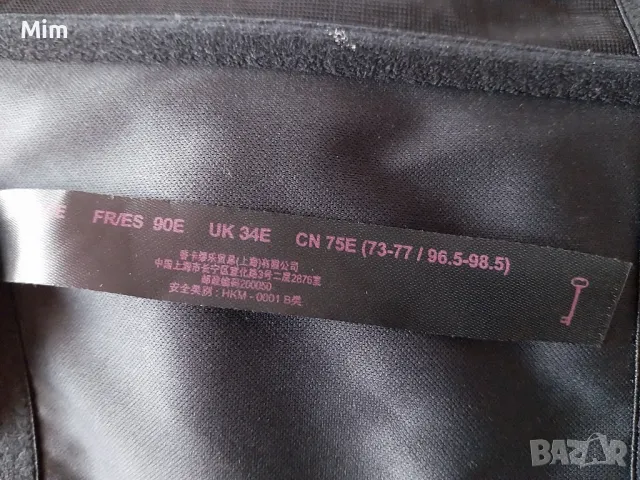 Mim
E FR/ES 90E UK 34E CN 75E (73-77 / 96.5-98.5)
香卡得乐贸易(上海)有限公司
中国上海市长宁区宣化路3号二层2876室
邮政编码200050
安全类别: HKM - 0001 B类
BAZAR